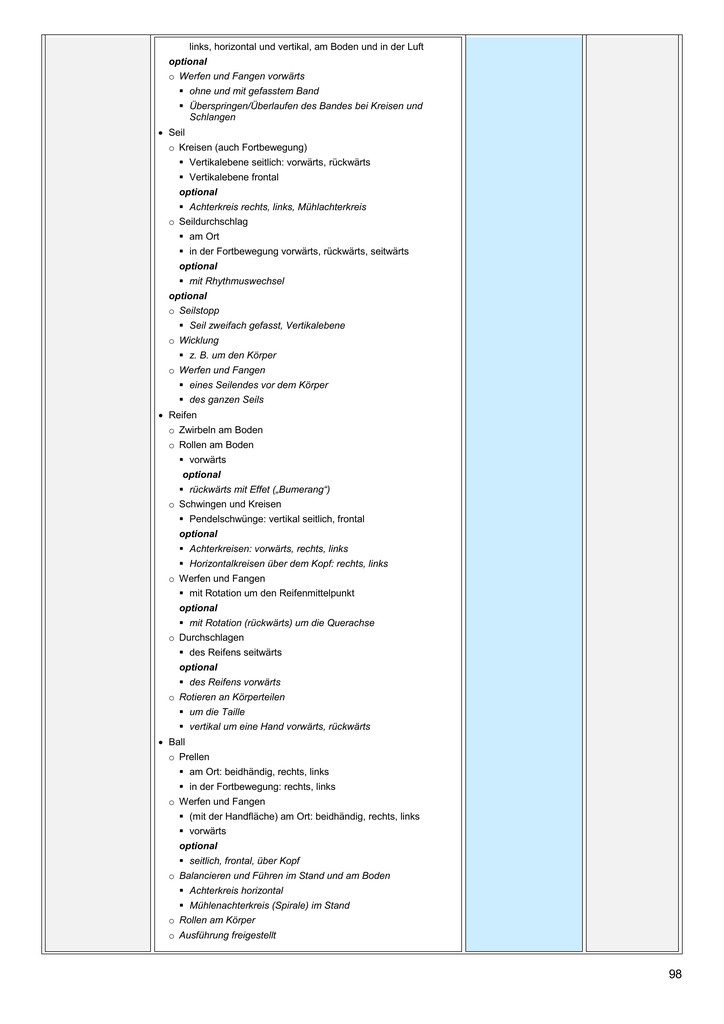 links, horizontal und vertikal, am Boden und in der Luft
optional
o Werfen und Fangen vorwärts
▪ ohne und mit gefasstem Band
▪ Überspringen/Überlaufen des Bandes bei Kreisen und
Schlangen
• Seil
o Kreisen (auch Fortbewegung)
▪ Vertikalebene seitlich: vorwärts, rückwärts
▪ Vertikalebene frontal
optional
▪ Achterkreis rechts, links, Mühlachterkreis
o Seildurchschlag
▪ am Ort
▪ in der Fortbewegung vorwärts, rückwärts, seitwärts
optional
▪ mit Rhythmuswechsel
optional
o Seilstopp
▪ Seil zweifach gefasst, Vertikalebene
o Wicklung
▪ z. B. um den Körper
o Werfen und Fangen
▪ eines Seilendes vor dem Körper
▪ des ganzen Seils
• Reifen
o Zwirbeln am Boden
o Rollen am Boden
▪ vorwärts
optional
▪ rückwärts mit Effet („Bumerang“)
o Schwingen und Kreisen
▪ Pendelschwünge: vertikal seitlich, frontal
optional
▪ Achterkreisen: vorwärts, rechts, links
▪ Horizontalkreisen über dem Kopf: rechts, links
o Werfen und Fangen
▪ mit Rotation um den Reifenmittelpunkt
optional
▪ mit Rotation (rückwärts) um die Querachse
o Durchschlagen
▪ des Reifens seitwärts
optional
▪ des Reifens vorwärts
o Rotieren an Körperteilen
▪ um die Taille
▪ vertikal um eine Hand vorwärts, rückwärts
• Ball
o Prellen
▪ am Ort: beidhändig, rechts, links
▪ in der Fortbewegung: rechts, links
o Werfen und Fangen
▪ (mit der Handfläche) am Ort: beidhändig, rechts, links
▪ vorwärts
optional
▪ seitlich, frontal, über Kopf
o Balancieren und Führen im Stand und am Boden
▪ Achterkreis horizontal
▪ Mühlenachterkreis (Spirale) im Stand
o Rollen am Körper
o Ausführung freigestellt
98